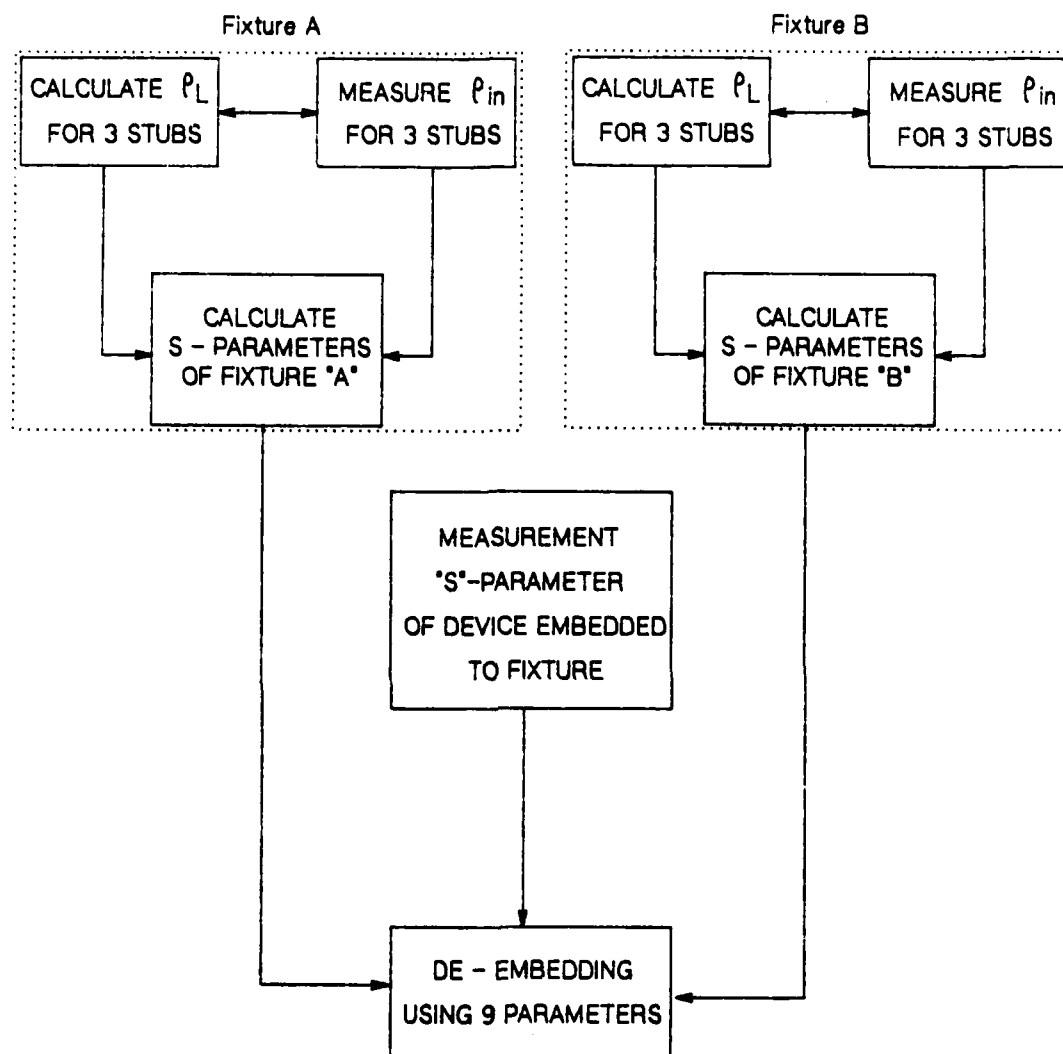 Fixture A
CALCULATE ρL
FOR 3 STUBS
MEASURE ρin
FOR 3 STUBS
CALCULATE
S - PARAMETERS
OF FIXTURE "A"
Fixture B
CALCULATE ρL
FOR 3 STUBS
MEASURE ρin
FOR 3 STUBS
CALCULATE
S - PARAMETERS
OF FIXTURE "B"
MEASUREMENT
"S"-PARAMETER
OF DEVICE EMBEDDED
TO FIXTURE
DE - EMBEDDING
USING 9 PARAMETERS